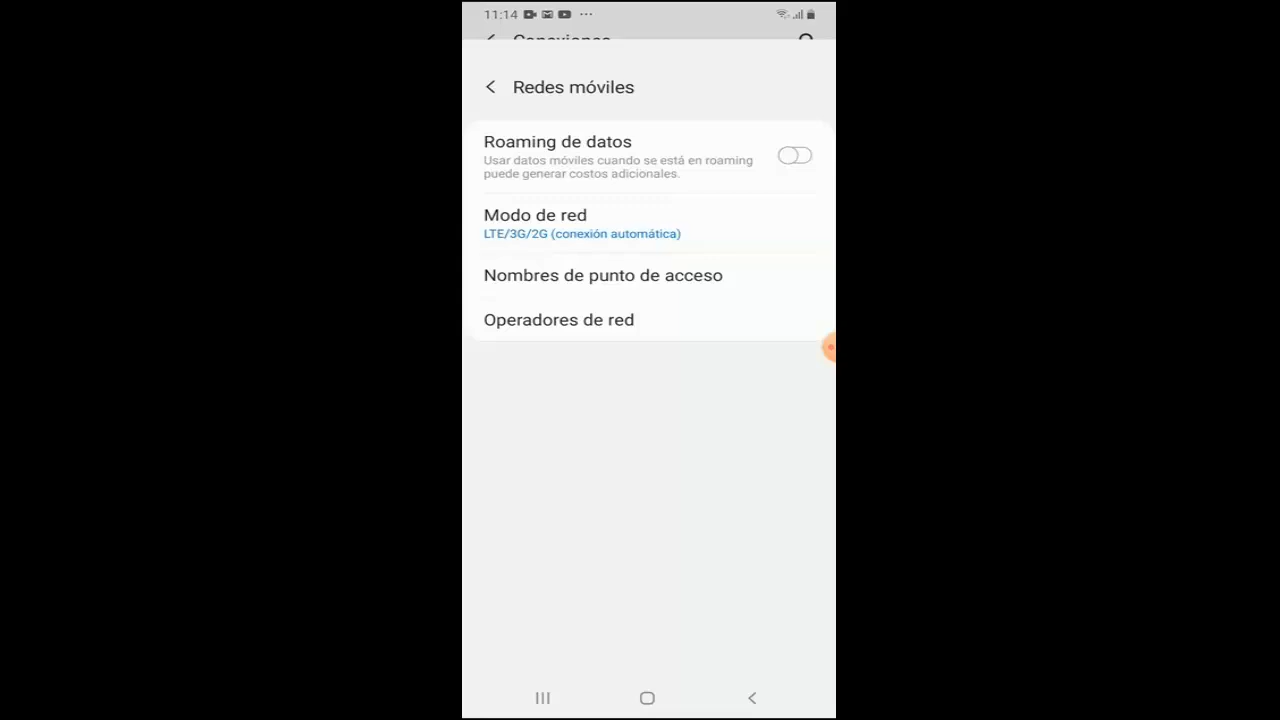 11:14
Conexiones
Redes móviles
Roaming de datos
Usar datos móviles cuando se está en roaming
puede generar costos adicionales.
Modo de red
LTE/3G/2G (conexión automática)
Nombres de punto de acceso
Operadores de red